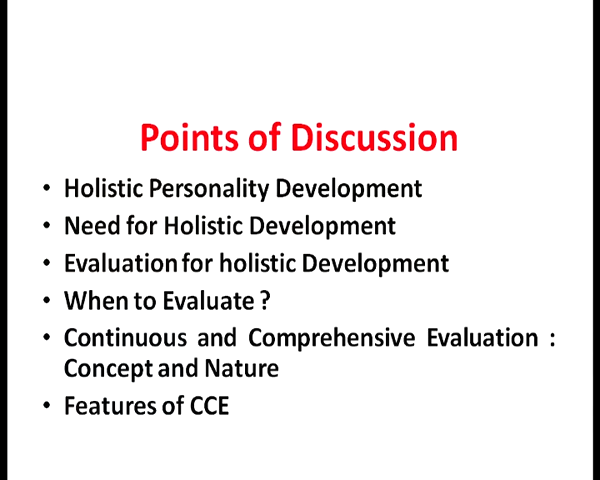 Points of Discussion
• Holistic Personality Development
• Need for Holistic Development
• Evaluation for holistic Development
• When to Evaluate ?
• Continuous and Comprehensive Evaluation :
Concept and Nature
• Features of CCE